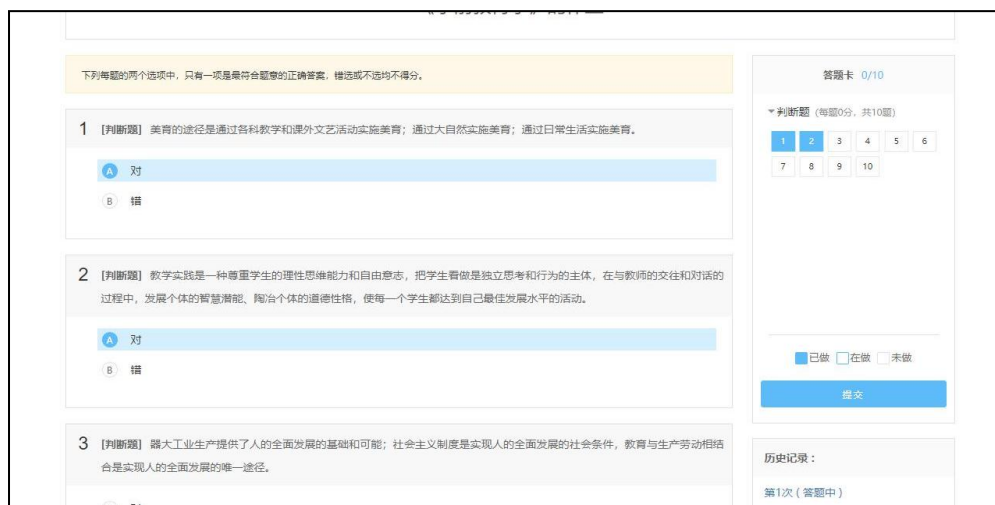 下列每题的两个选项中，只有一项是最符合题意的正确答案，错选或不选均不得分。
1 [判断题] 美育的途径是通过各科教学和课外文艺活动实施美育；通过大自然实施美育；通过日常生活实施美育。
A 对
B 错
2 [判断题] 教学实践是一种尊重学生的理性思维能力和自由意志，把学生看做是独立思考和行为的主体，在与教师的交往和对话的
过程中，发展个体的智慧潜能、陶冶个体的道德性格，使每一个学生都达到自己最佳发展水平的活动。
A 对
B 错
3 [判断题] 器大工业生产提供了人的全面发展的基础和可能；社会主义制度是实现人的全面发展的社会条件，教育与生产劳动相结
合是实现人的全面发展的唯一途径。
答题卡 0/10
判断题 (每题0分，共10题)
1 2 3 4 5 6
7 8 9 10
已做 在做 未做
提交
历史记录：
第1次 ( 答题中 )